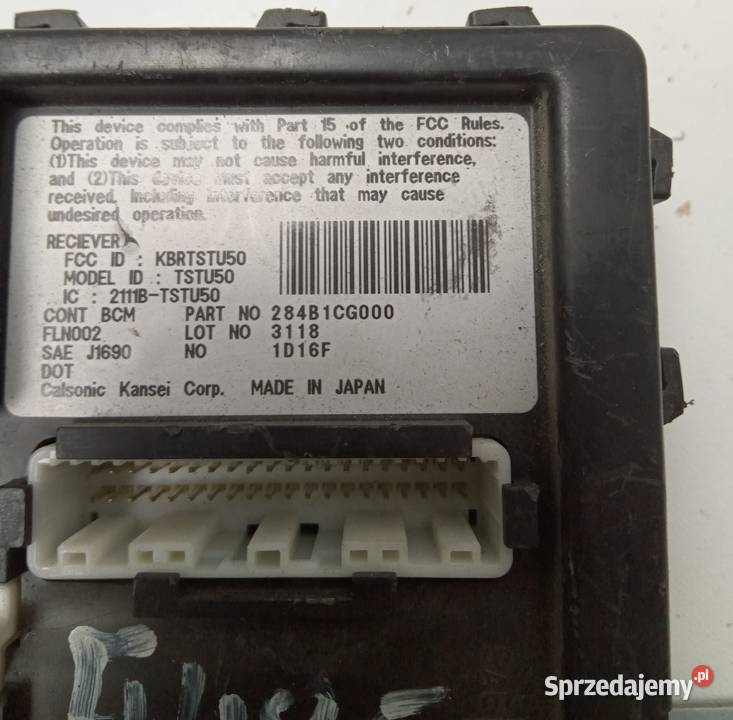 This device complies with Part 15 of the FCC Rules.
Operation is subject to the following two conditions:
(1)This device may not cause harmful interference,
and (2)This device must accept any interference
received, Including interference that may cause
undesired operation.
RECIEVER
FCC ID : KBRTSTU50
MODEL ID : TSTU50
IC : 2111B-TSTU50
CONT BCM PART NO 284B1CG000
FLN002 LOT NO 3118
SAE J1690 NO 1D16F
DOT
Calsonic Kansei Corp. MADE IN JAPAN
Sprzedajemy.pl